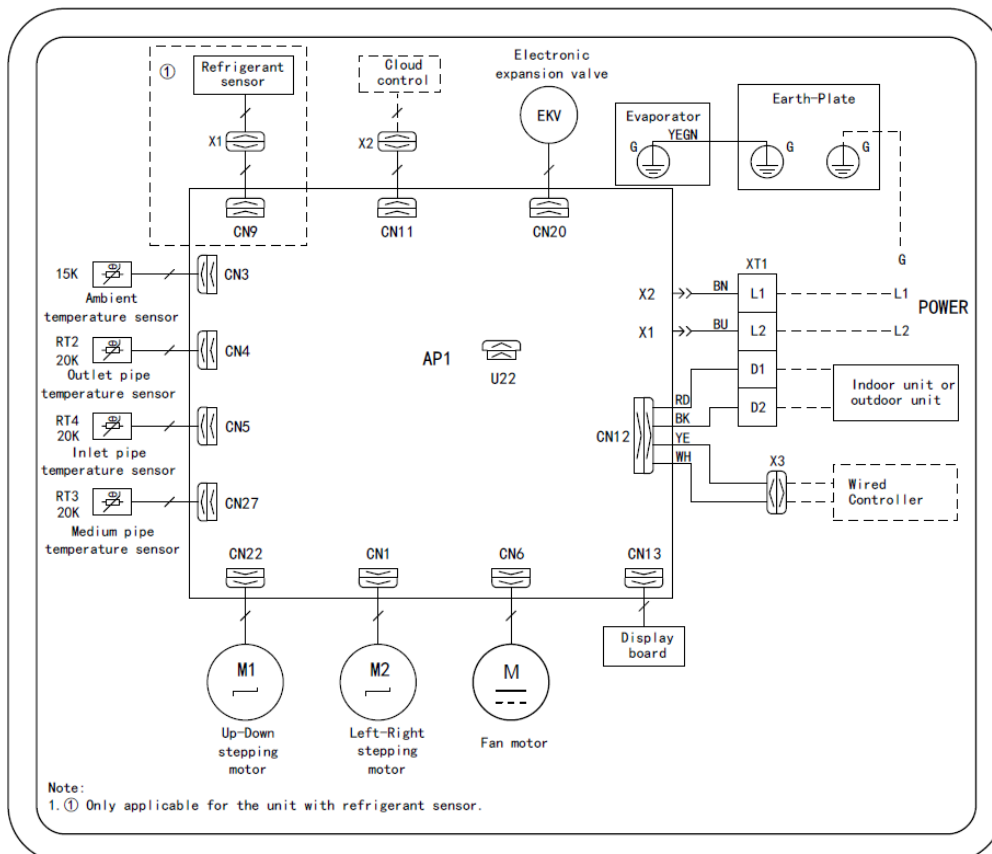 ①
Refrigerant
sensor
X1
CN9
Cloud
control
X2
CN11
Electronic
expansion valve
EKV
CN20
Evaporator
YEGN
G
Earth-Plate
G
G
G
15K
Ambient
temperature sensor
CN3
RT2
20K
Outlet pipe
temperature sensor
CN4
RT4
20K
Inlet pipe
temperature sensor
CN5
RT3
20K
Medium pipe
temperature sensor
CN27
AP1
U22
XT1
X2
BN
L1
L1
X1
BU
L2
L2
POWER
D1
D2
Indoor unit or
outdoor unit
CN12
RD
BK
YE
WH
X3
Wired
Controller
CN22
CN1
CN6
CN13
M1
Up-Down
stepping
motor
M2
Left-Right
stepping
motor
M
Fan motor
Display
board
Note:
1. ① Only applicable for the unit with refrigerant sensor.